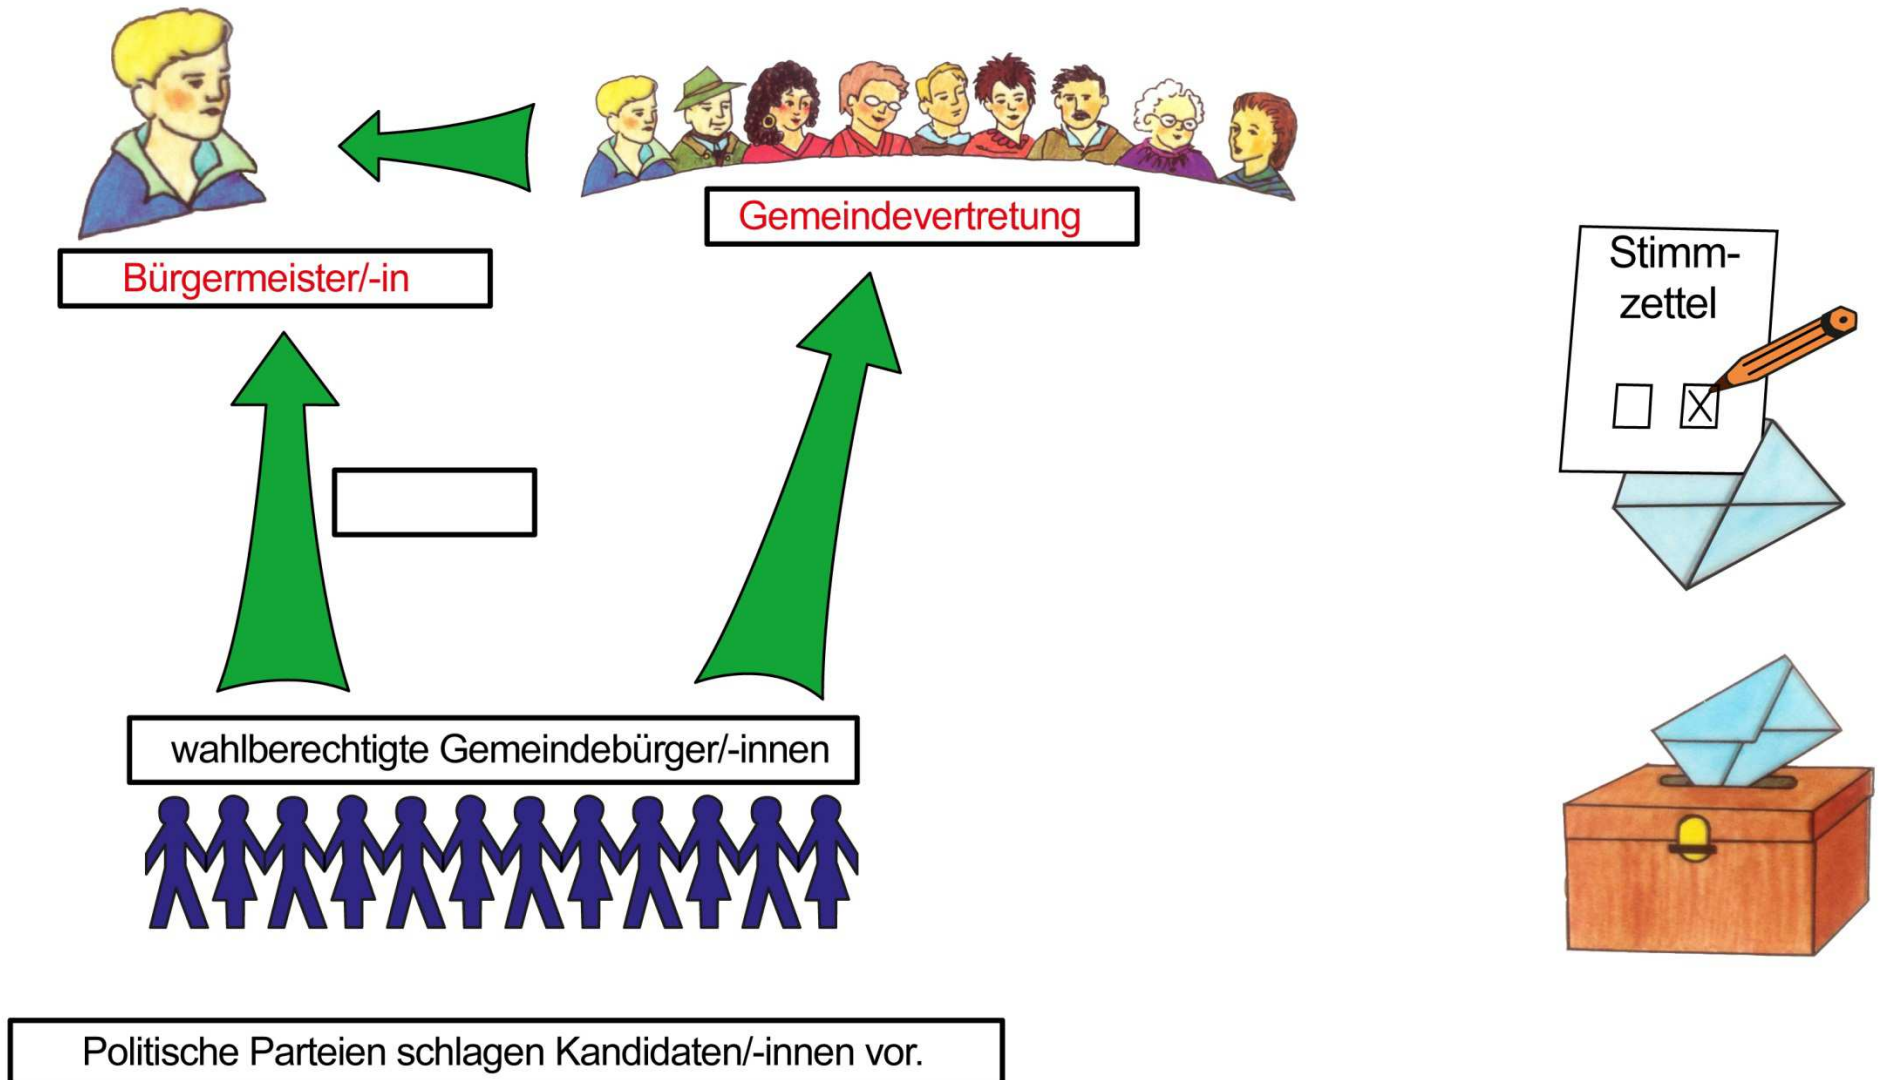 Gemeindevertretung
Bürgermeister/-in
Stimm-
zettel
wahlberechtigte Gemeindebürger/-innen
Politische Parteien schlagen Kandidaten/-innen vor.